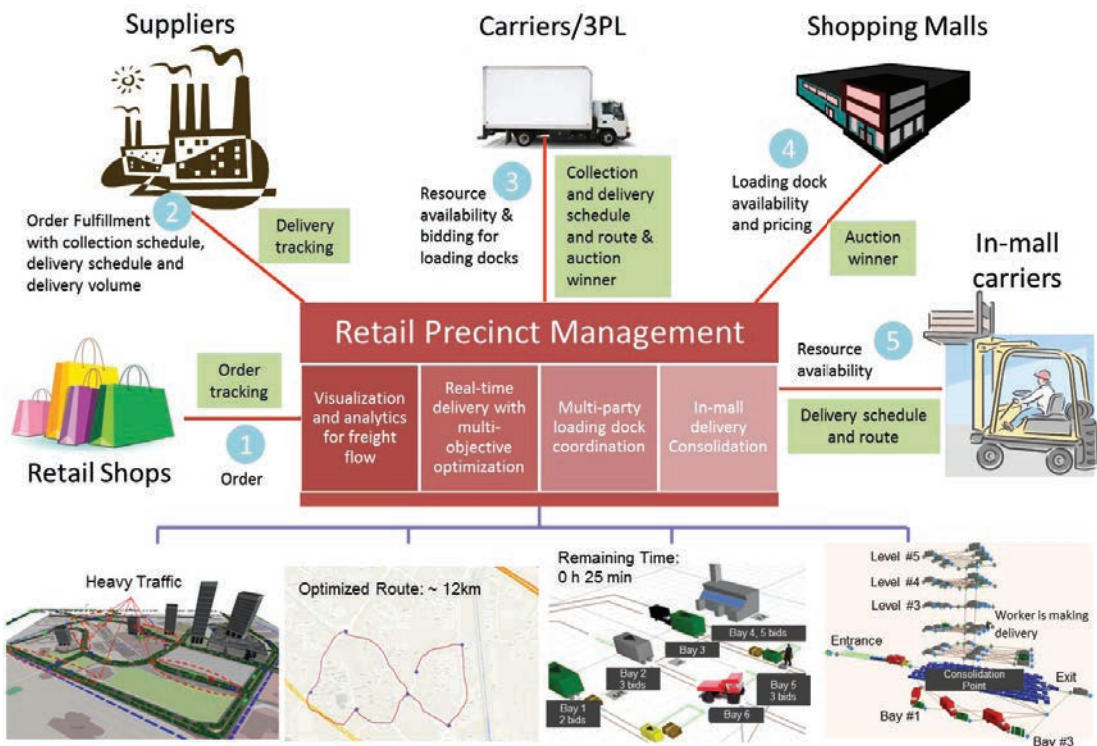 Suppliers
Carriers/3PL
Shopping Malls
2
Order Fulfillment
with collection schedule,
delivery schedule and
delivery volume
Delivery
tracking
3
Resource
availability &
bidding for
loading docks
Collection
and delivery
schedule
and route &
auction
winner
4
Loading dock
availability
and pricing
Auction
winner
In-mall
carriers
Retail Precinct Management
5
Resource
availability
Delivery schedule
and route
Order
tracking
1
Order
Retail Shops
Visualization
and analytics
for freight
flow
Real-time
delivery with
multi-
objective
optimization
Multi-party
loading dock
coordination
In-mall
delivery
Consolidation
Heavy Traffic
Optimized Route: ~ 12km
Remaining Time:
0 h 25 min
Bay 4, 5 bids
Bay 3
Bay 2
3 bids
Bay 5
3 bids
Bay 1
2 bids
Bay 6
Level #5
Level #4
Level #3
Worker is making
delivery
Entrance
Consolidation
Point
Exit
Bay #1
Bay #3